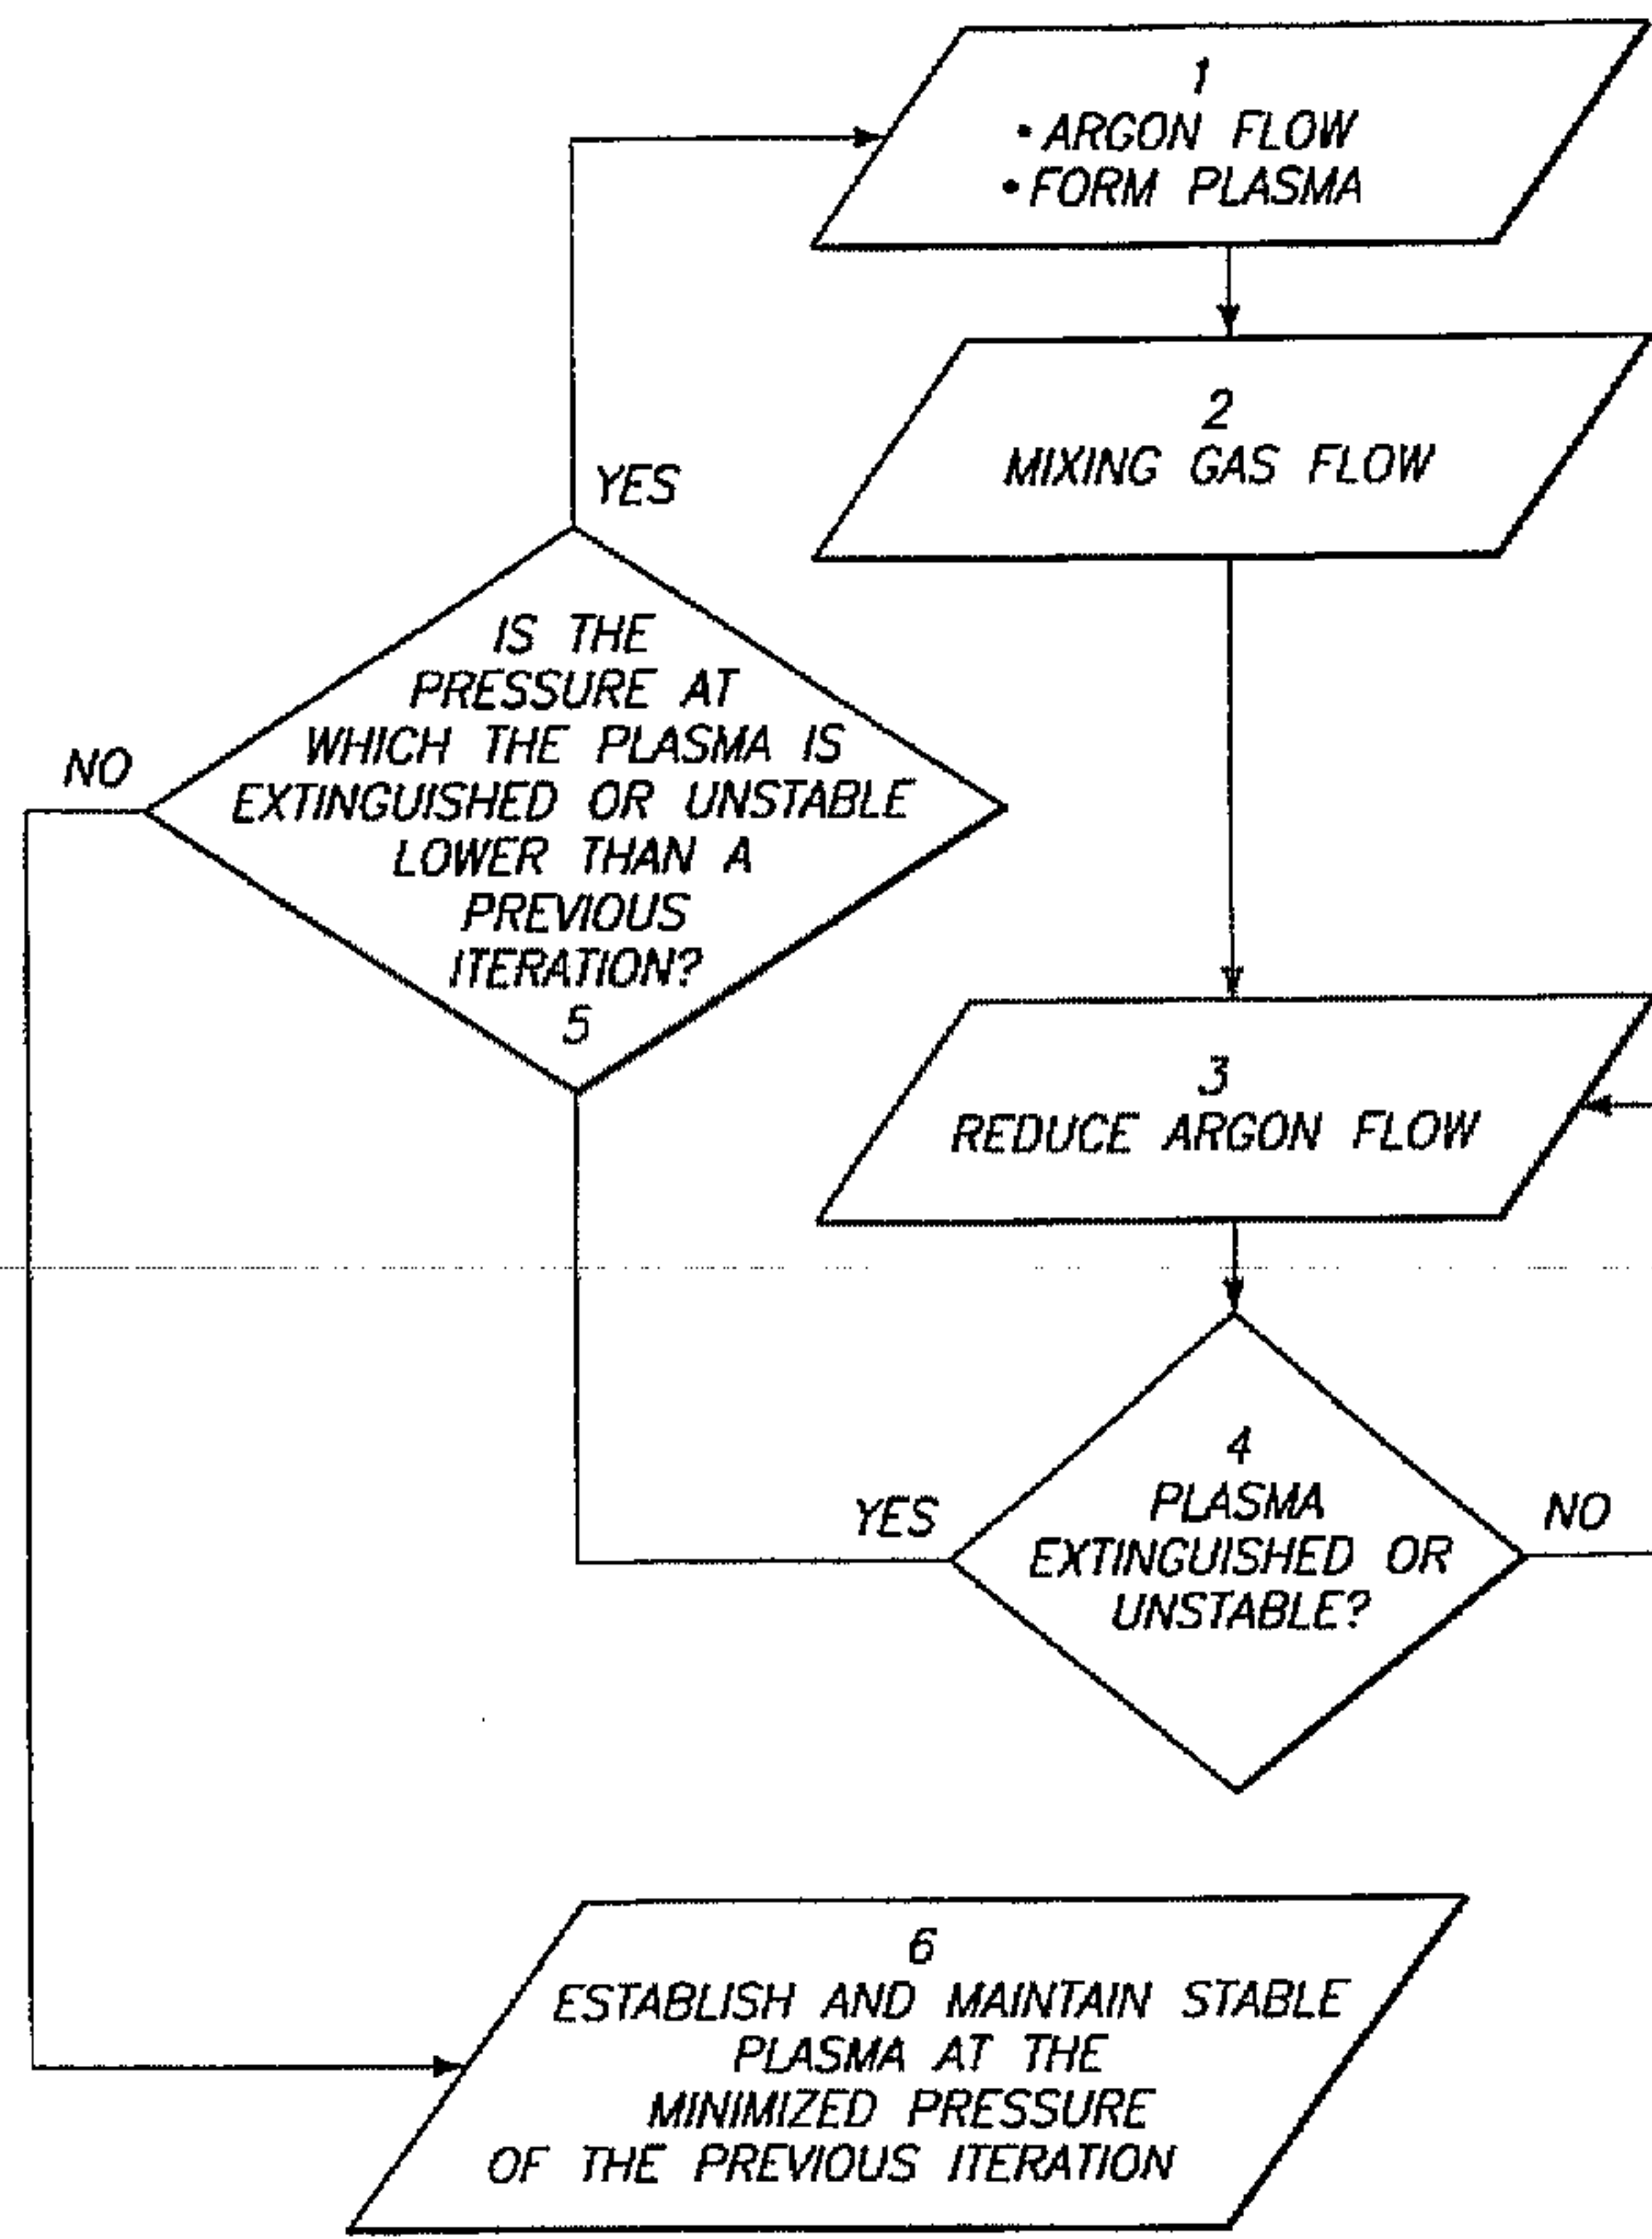 1
• ARGON FLOW
• FORM PLASMA
2
MIXING GAS FLOW
YES
IS THE
PRESSURE AT
WHICH THE PLASMA IS
EXTINGUISHED OR UNSTABLE
LOWER THAN A
PREVIOUS
ITERATION?
5
NO
3
REDUCE ARGON FLOW
4
PLASMA
EXTINGUISHED OR
UNSTABLE?
YES
NO
6
ESTABLISH AND MAINTAIN STABLE
PLASMA AT THE
MINIMIZED PRESSURE
OF THE PREVIOUS ITERATION